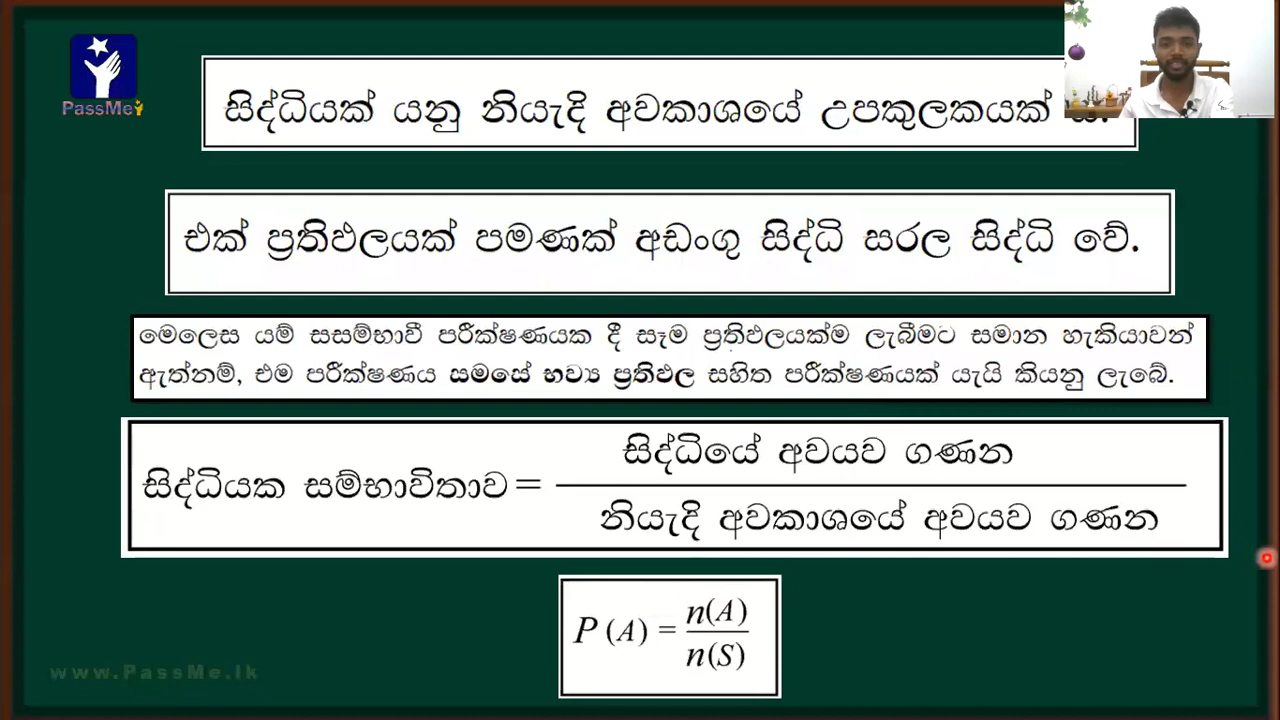 PassMe
සිද්ධියක් යනු නියැදි අවකාශයේ උපකුලකයක්
එක් ප්‍රතිඵලයක් පමණක් අඩංගු සිද්ධි සරල සිද්ධි වේ.
මෙලෙස යම් සසම්භාවී පරීක්ෂණයක දී සෑම ප්‍රතිඵලයක්ම ලැබීමට සමාන හැකියාවන්
ඇත්නම්, එම පරීක්ෂණය සමසේ භව්‍ය ප්‍රතිඵල සහිත පරීක්ෂණයක් යැයි කියනු ලැබේ.
සිද්ධියේ අවයව ගණන
සිද්ධියක සම්භාවිතාව =
නියැදි අවකාශයේ අවයව ගණන
P (A) = n(A)
n(S)
www.PassMe.lk